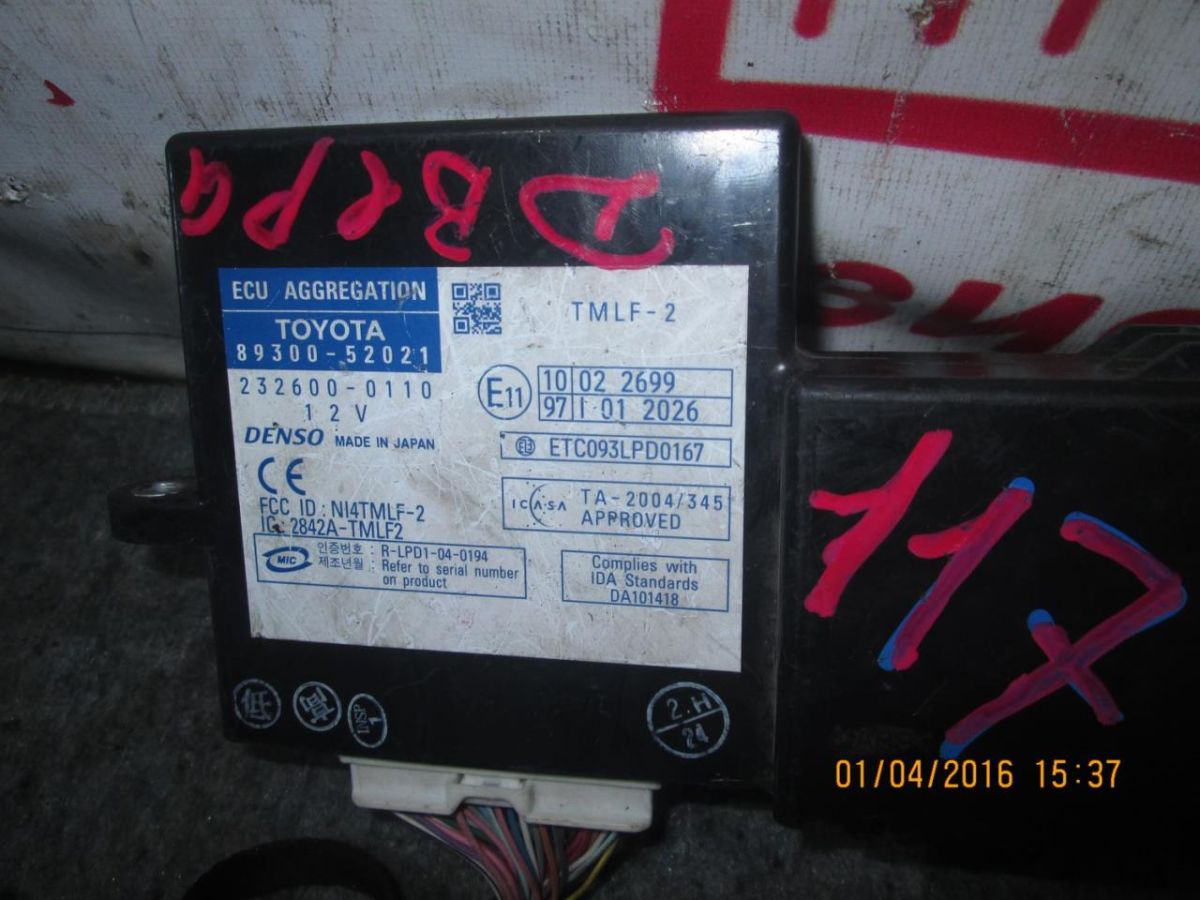 ECU AGGREGATION
TOYOTA
89300-52021
232600-0110
12V
DENSO MADE IN JAPAN
CE
FCC ID : NI4TMLF-2
IC: 2842A-TMLF2
MIC 인증번호 : R-LPD1-04-0194
제조년월 : Refer to serial number
on product
TMLF-2
E11 10 02 2699
97 I 01 2026
ETC093LPD0167
ICASA TA-2004/345
APPROVED
Complies with
IDA Standards
DA101418
低 高
2.H
24
117
01/04/2016 15:37